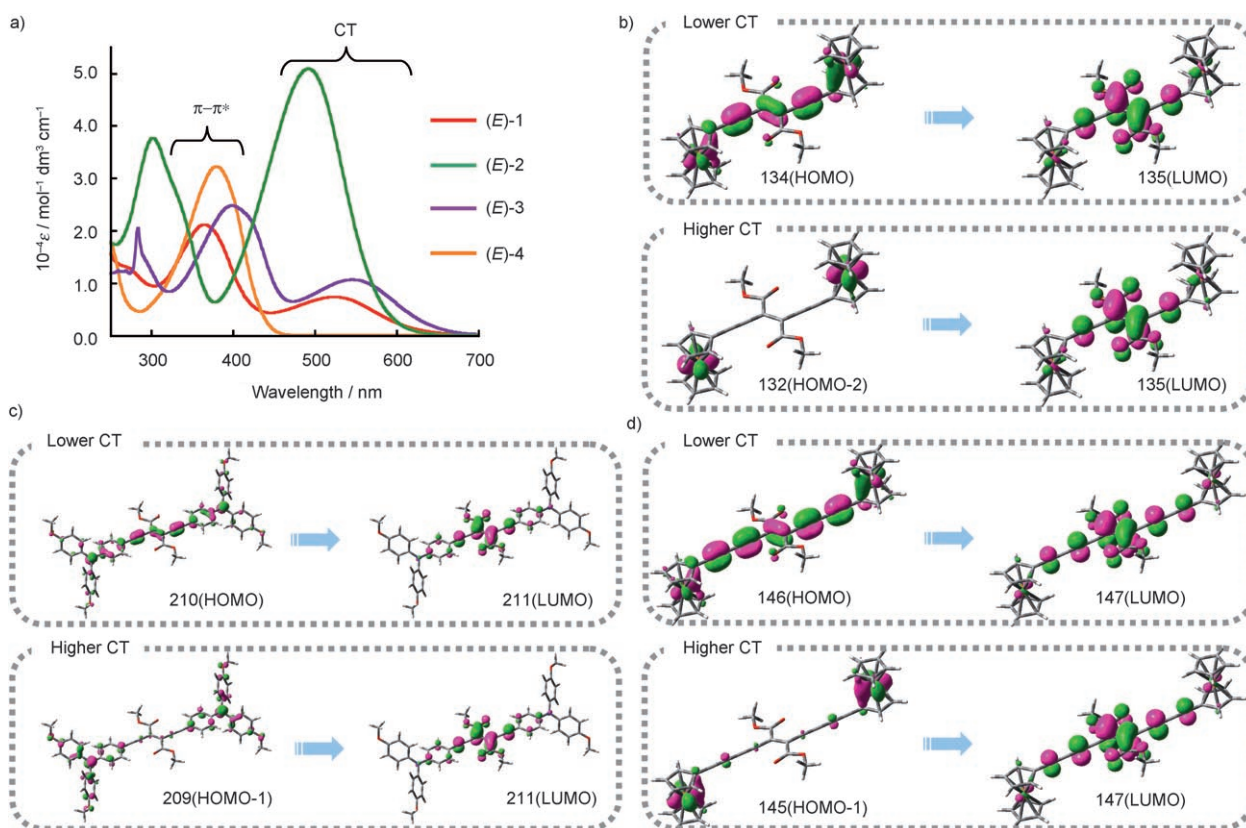 a)
CT
5.0
4.0
3.0
2.0
1.0
0.0
10⁻⁴ε / mol⁻¹ dm³ cm⁻¹
π–π*
(E)-1
(E)-2
(E)-3
(E)-4
300
400
500
600
700
Wavelength / nm
b)
Lower CT
134(HOMO)
135(LUMO)
Higher CT
132(HOMO-2)
135(LUMO)
c)
Lower CT
210(HOMO)
211(LUMO)
Higher CT
209(HOMO-1)
211(LUMO)
d)
Lower CT
146(HOMO)
147(LUMO)
Higher CT
145(HOMO-1)
147(LUMO)